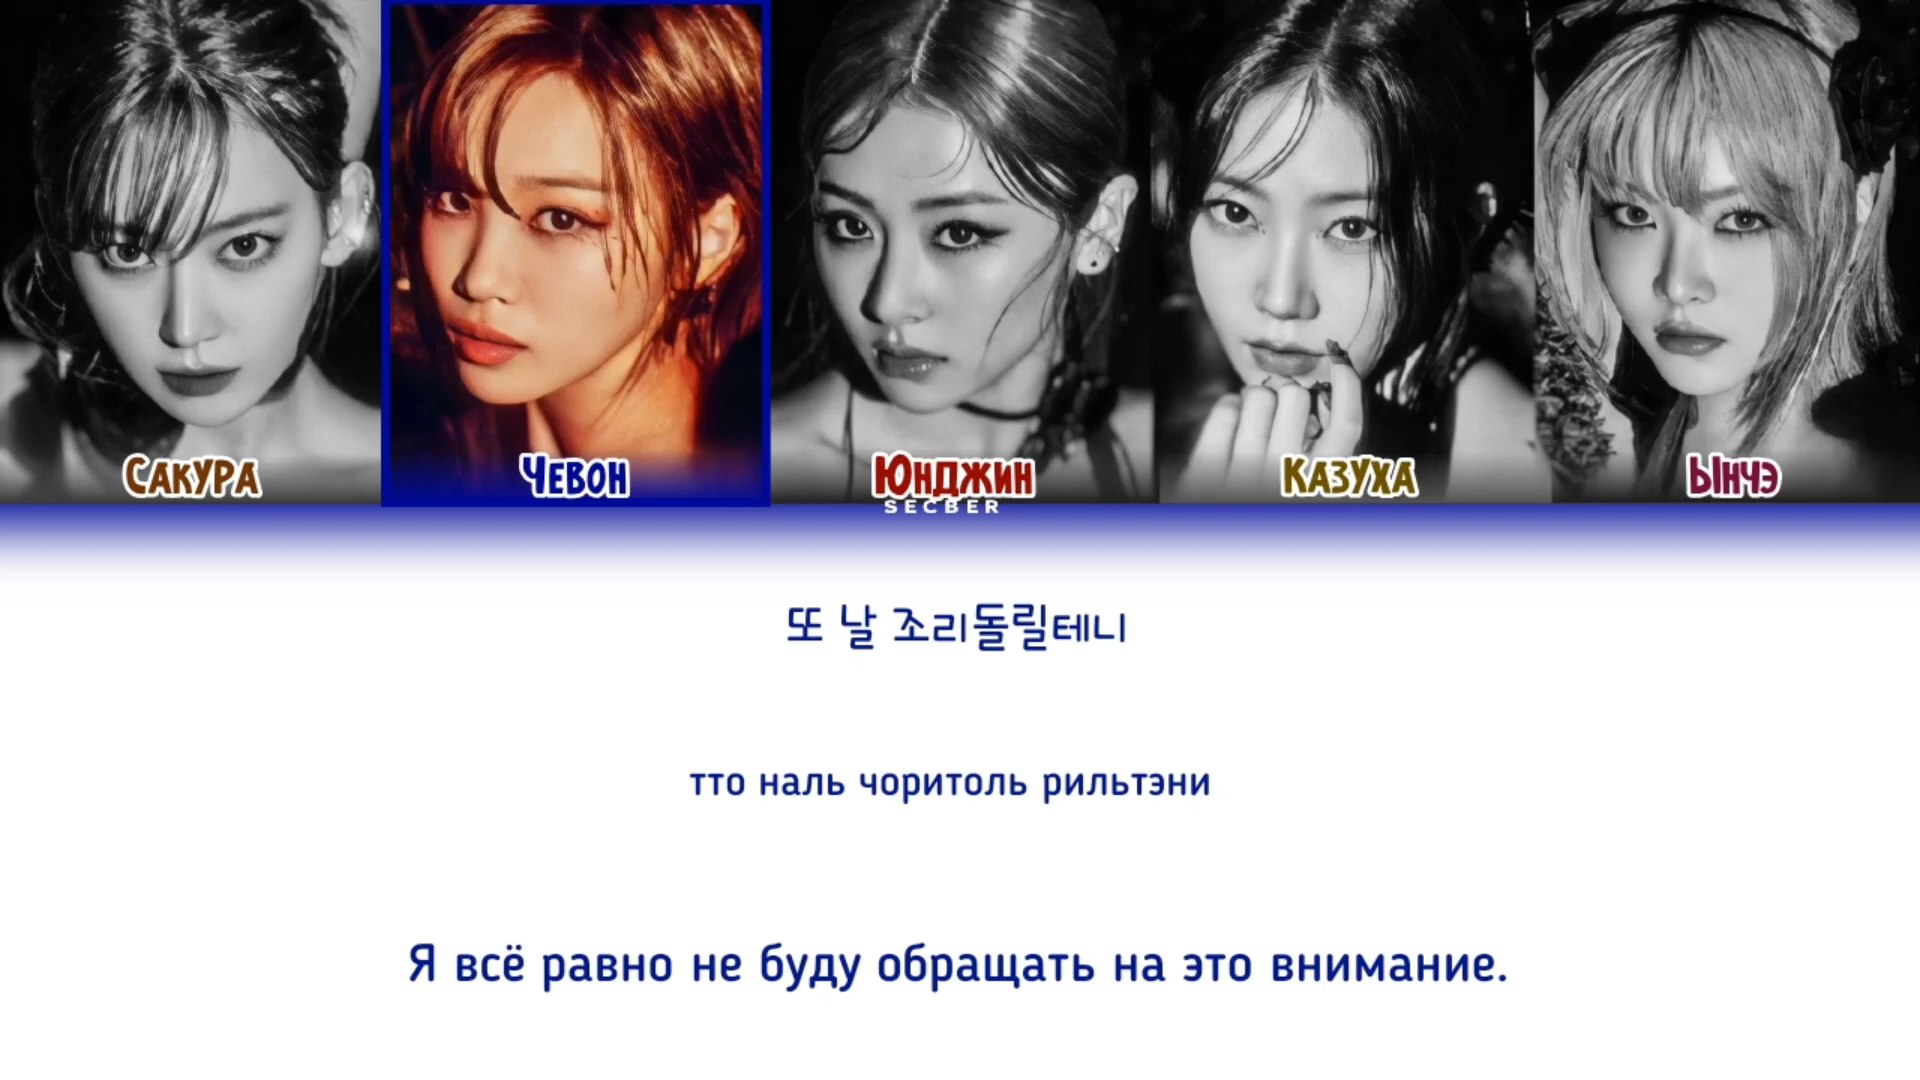 Сакура
Чевон
Юнджин
Казуха
Ынчэ
SECBER
또 날 조리돌릴테니
тто наль чоритоль рильтэни
Я всё равно не буду обращать на это внимание.